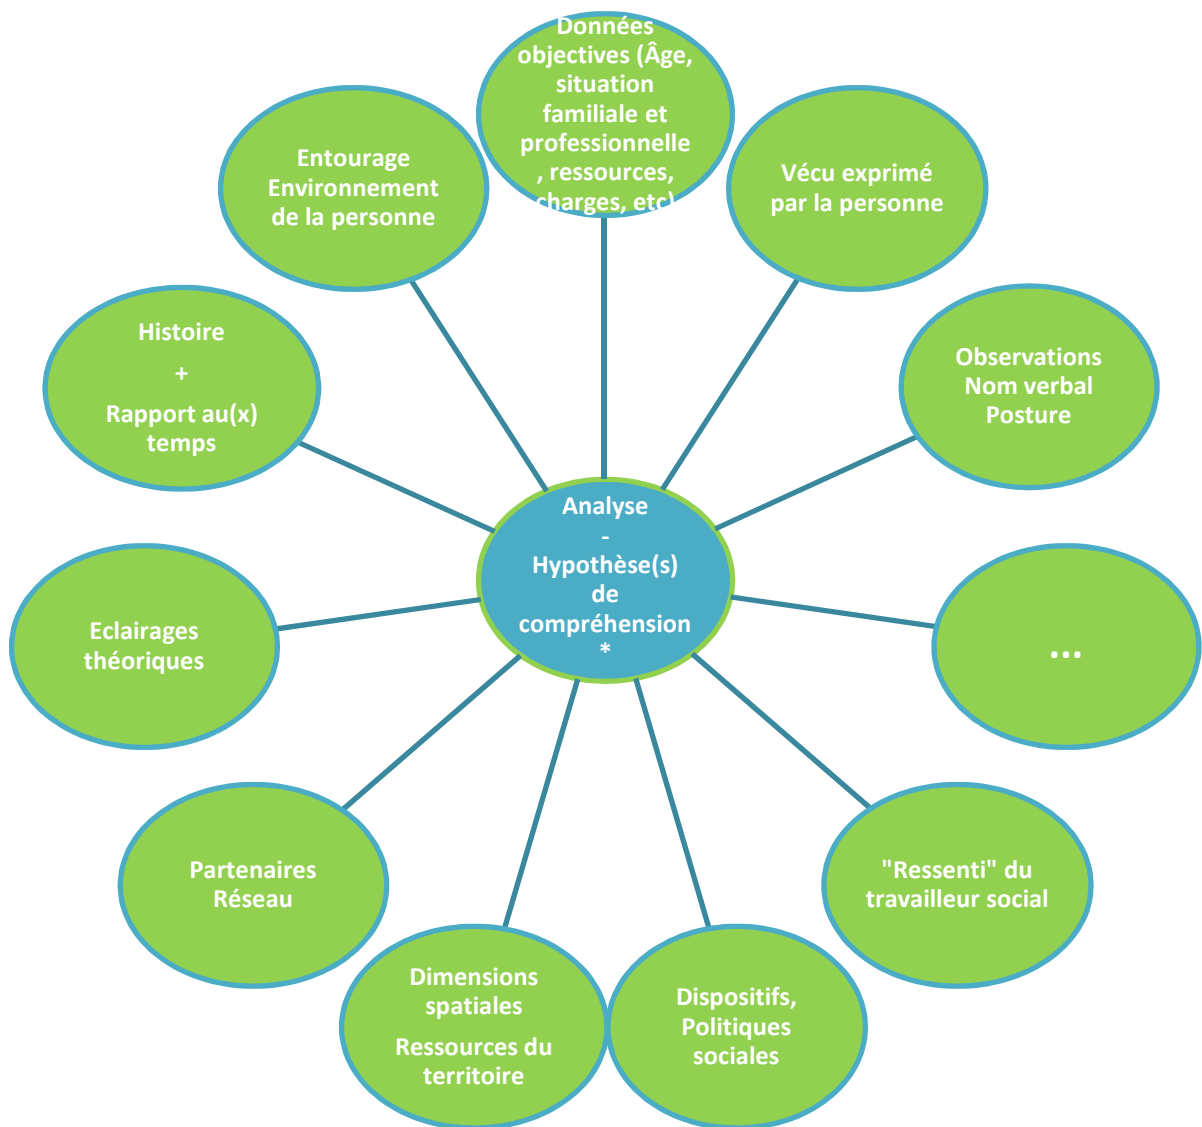 Données
objectives (Âge,
situation
familiale et
professionnelle
, ressources,
charges, etc)
Vécu exprimé
par la personne
Observations
Nom verbal
Posture
...
"Ressenti" du
travailleur social
Dispositifs,
Politiques
sociales
Dimensions
spatiales
Ressources du
territoire
Partenaires
Réseau
Eclairages
théoriques
Histoire
+
Rapport au(x)
temps
Entourage
Environnement
de la personne
Analyse
-
Hypothèse(s)
de
compréhension
*